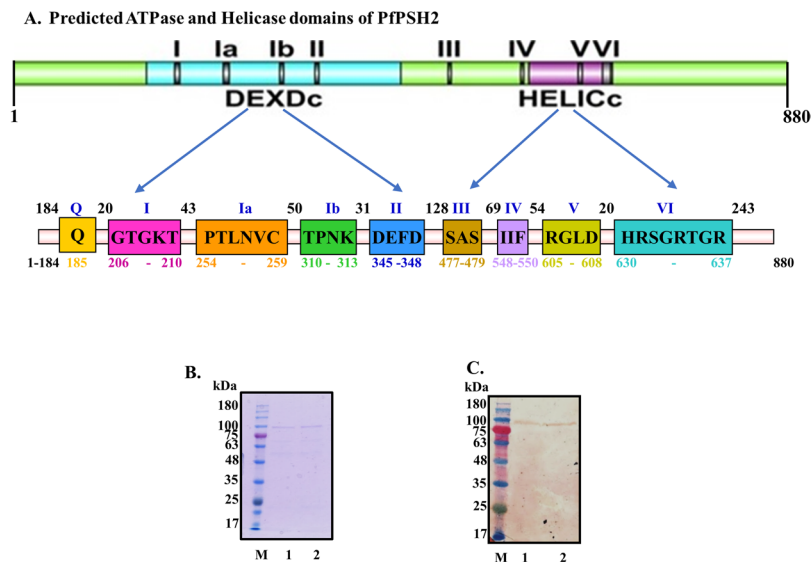 A. Predicted ATPase and Helicase domains of PfPSH2
I Ia Ib II III IV V VI
DEXDc HELICc
1 880
184 Q 20 I 43 Ia 50 Ib 31 II 128 III 69 IV 54 V 20 VI 243
Q GTGKT PTLNVC TPNK DEFD SAS IIF RGLD HRSGRTGR
1-184 185 206 - 210 254 - 259 310 - 313 345 -348 477-479 548-550 605 - 608 630 - 637 880
B. C.
kDa kDa
180 180
100 100
75 75
63 63
48 48
35 35
25 25
17 17
M 1 2 M 1 2